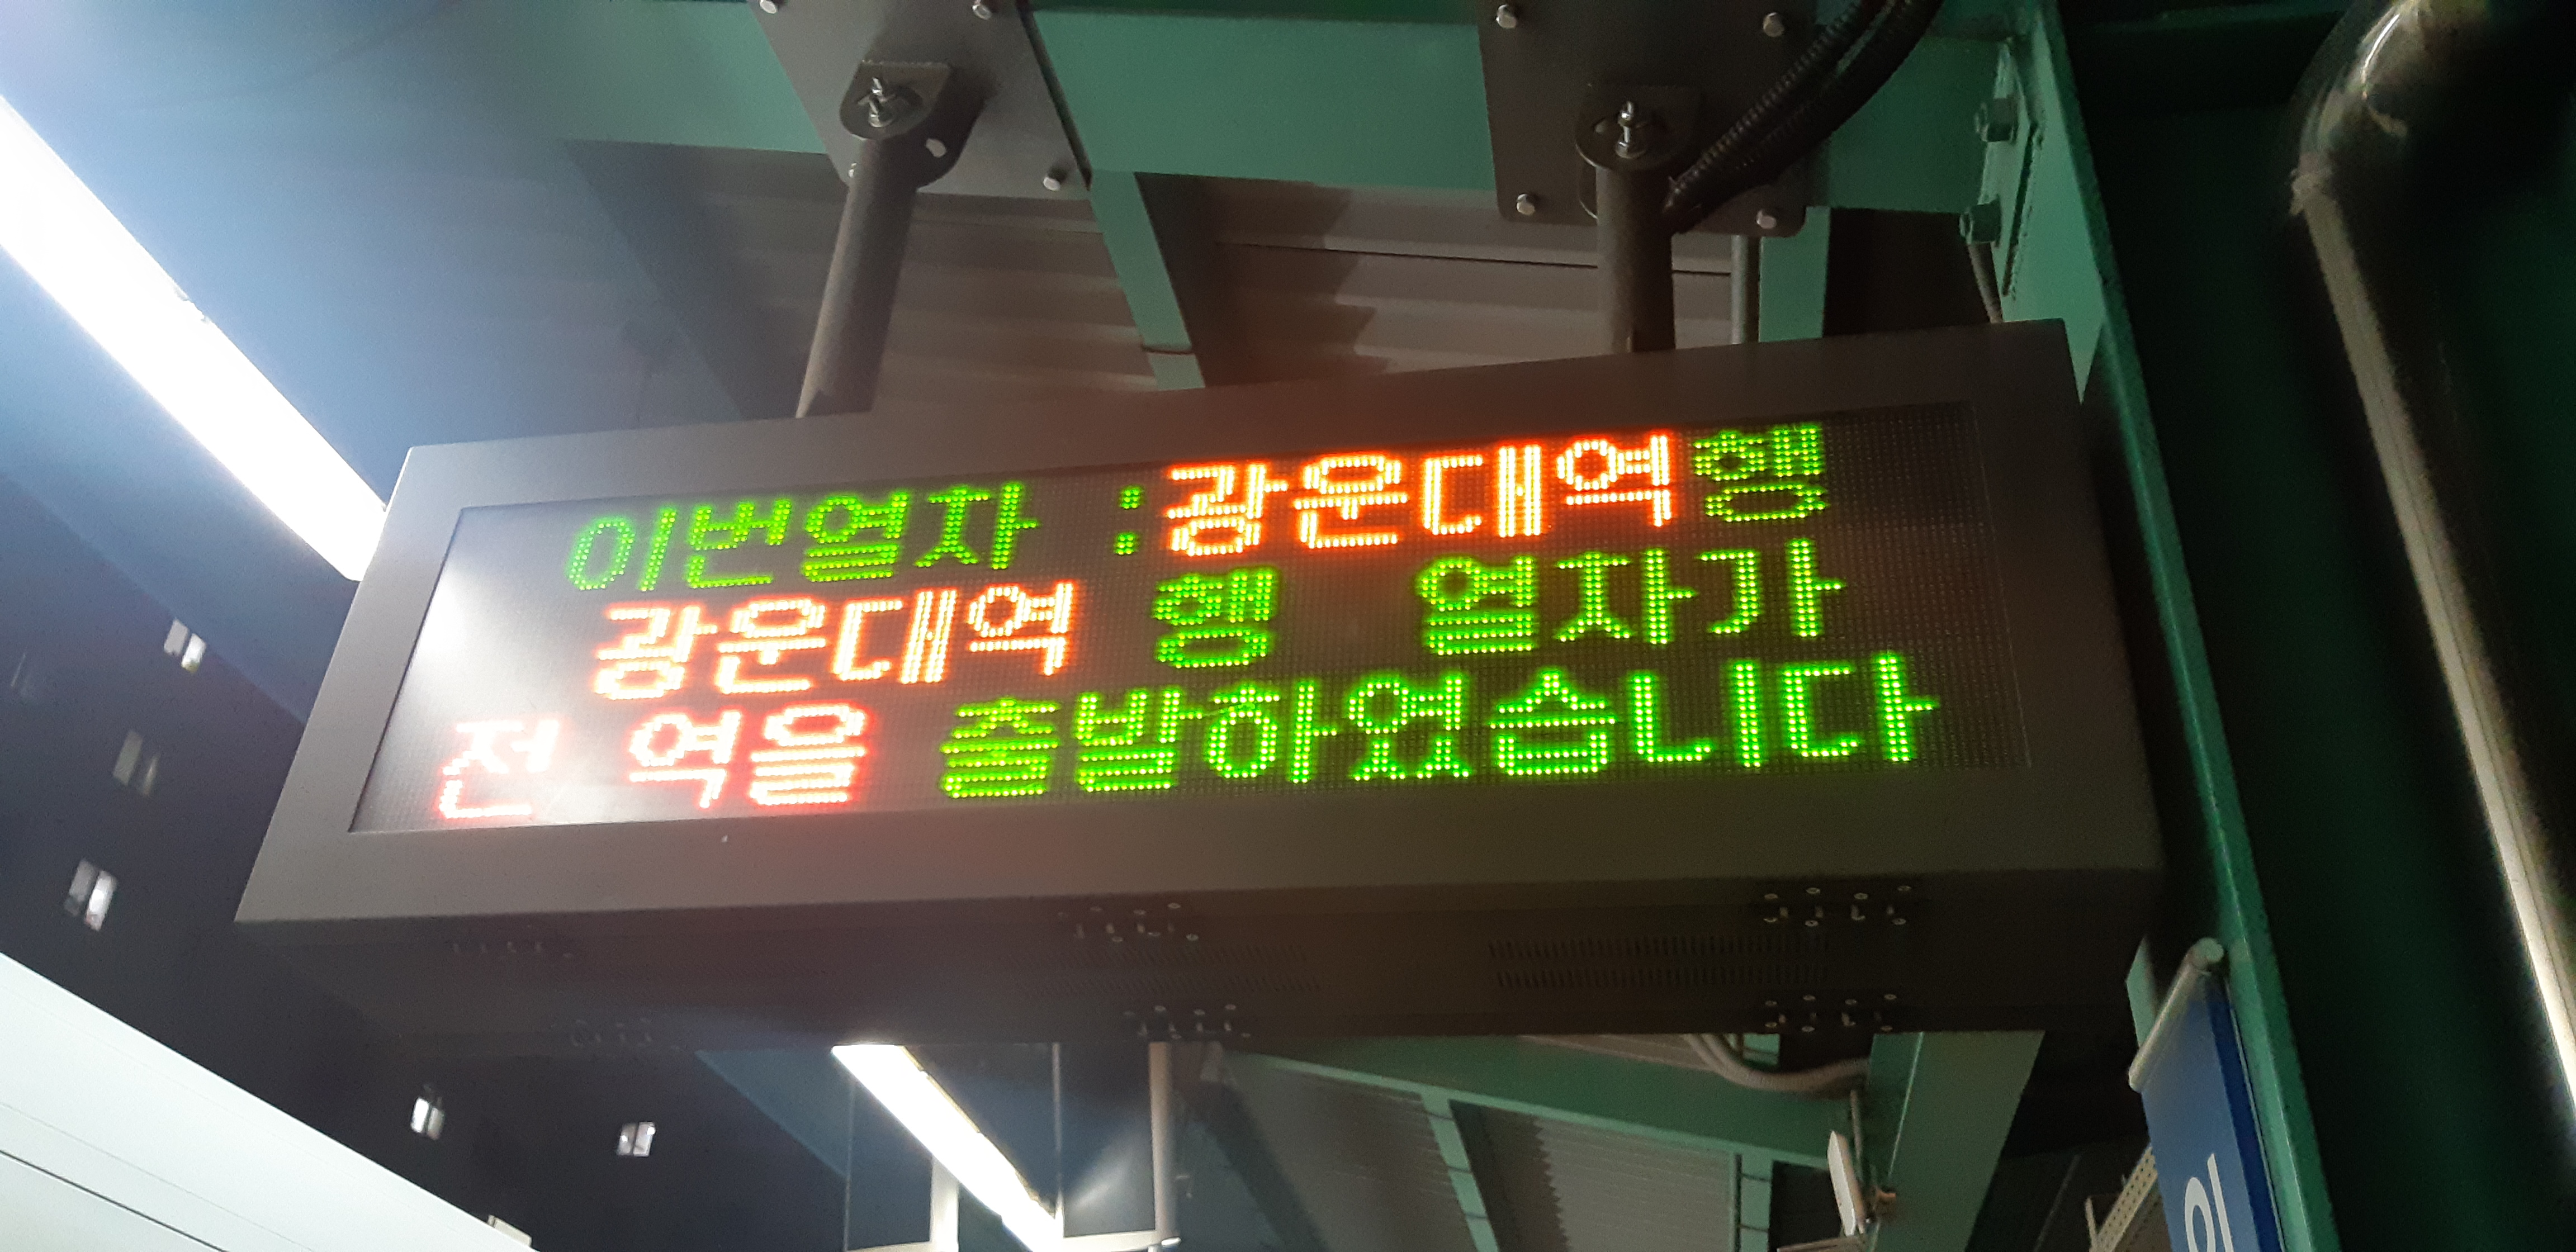 이번열차 :광운대역행
광운대역 행 열차가
전 역을 출발하였습니다